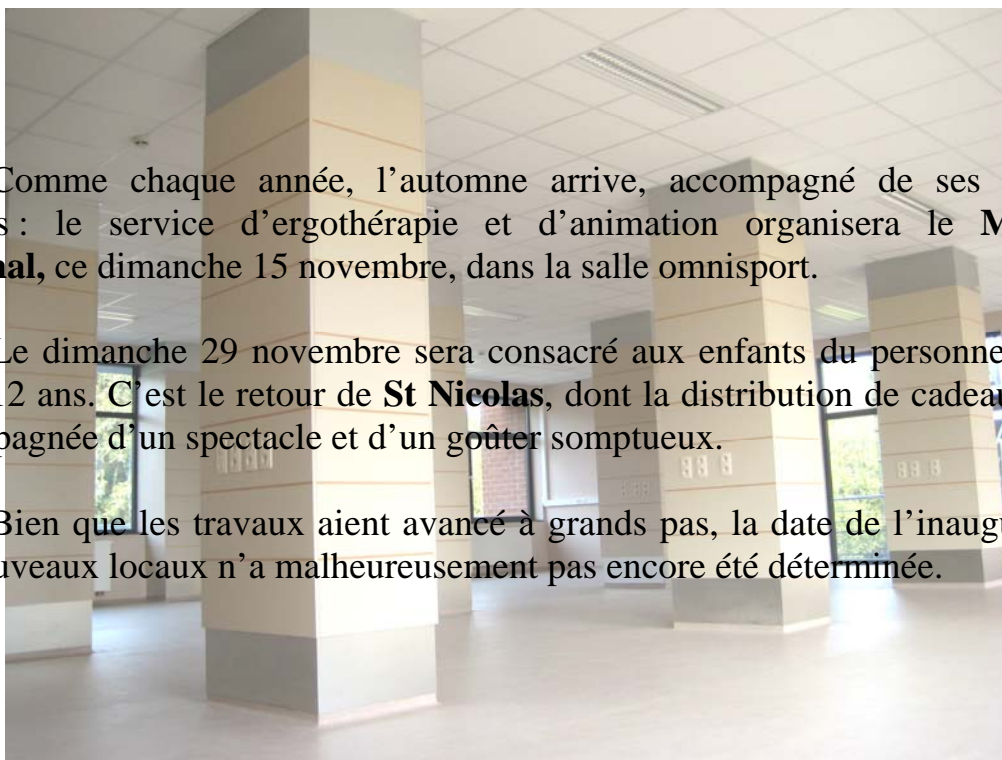 Comme chaque année, l’automne arrive, accompagné de ses
s : le service d’ergothérapie et d’animation organisera le M
nal, ce dimanche 15 novembre, dans la salle omnisport.
Le dimanche 29 novembre sera consacré aux enfants du personne
12 ans. C’est le retour de St Nicolas, dont la distribution de cadeau
pagnée d’un spectacle et d’un goûter somptueux.
Bien que les travaux aient avancé à grands pas, la date de l’inaugu
uveaux locaux n’a malheureusement pas encore été déterminée.